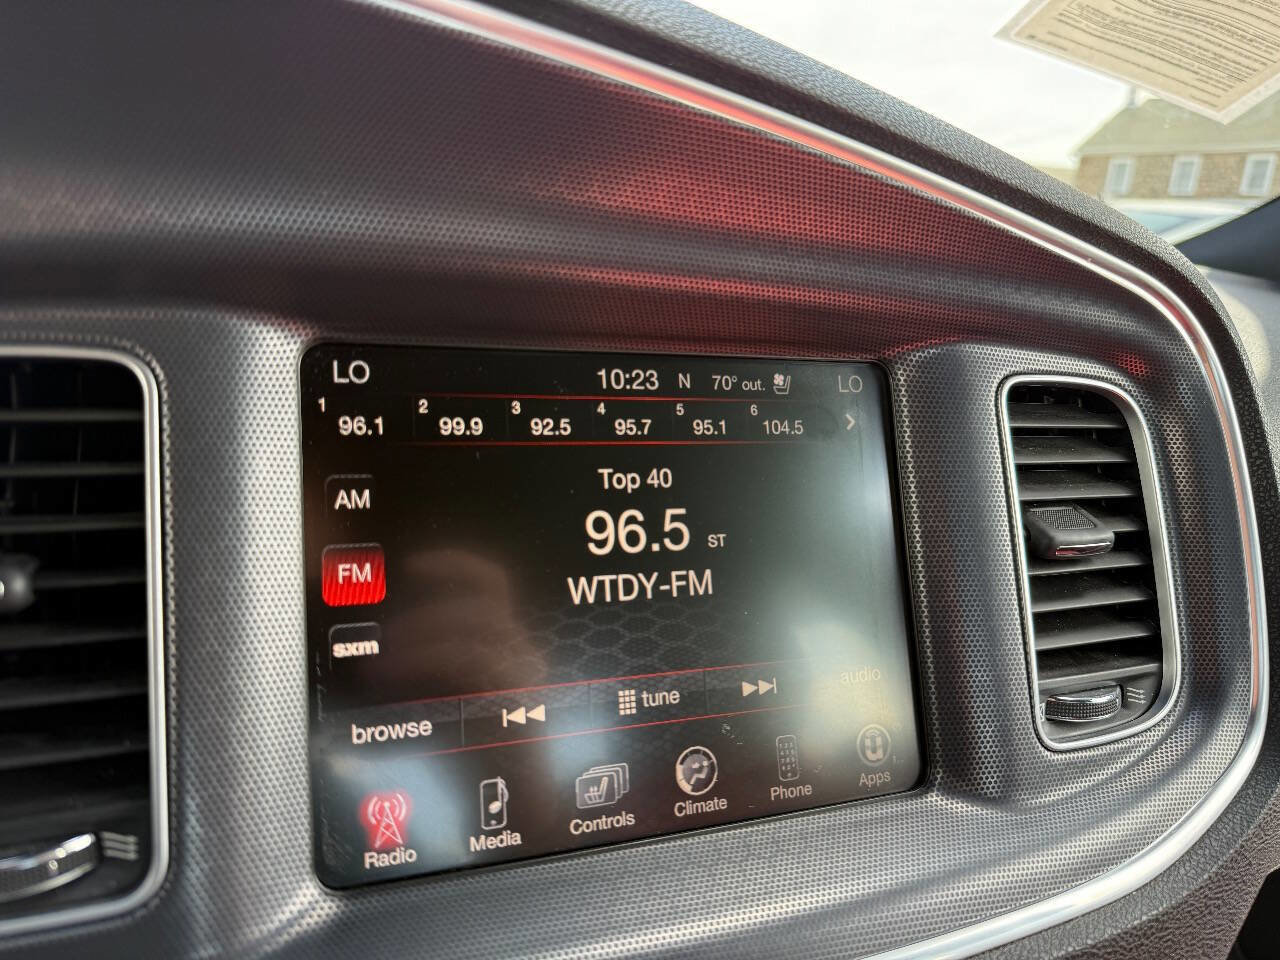 LO 10:23 N 70° out. LO
1 96.1 2 99.9 3 92.5 4 95.7 5 95.1 6 104.5
Top 40
AM
96.5 ST
FM
WTDY-FM
sxm
browse tune audio
Radio Media Controls Climate Phone Apps